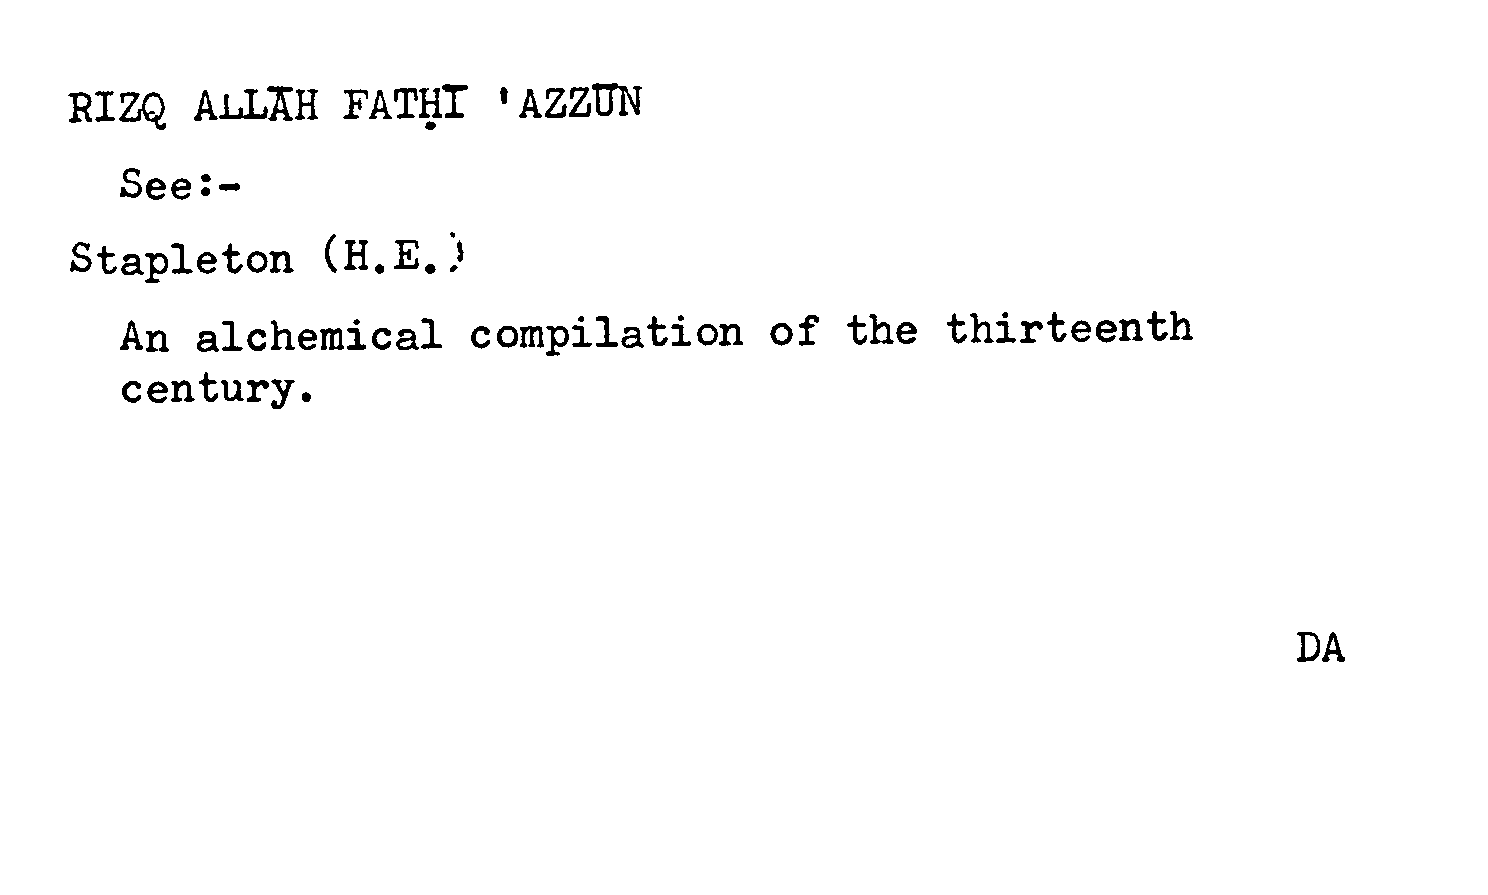 RIZQ ALLĀH FATḤĪ 'AZZŪN
See:-
Stapleton (H.E.)
An alchemical compilation of the thirteenth
century.
DA